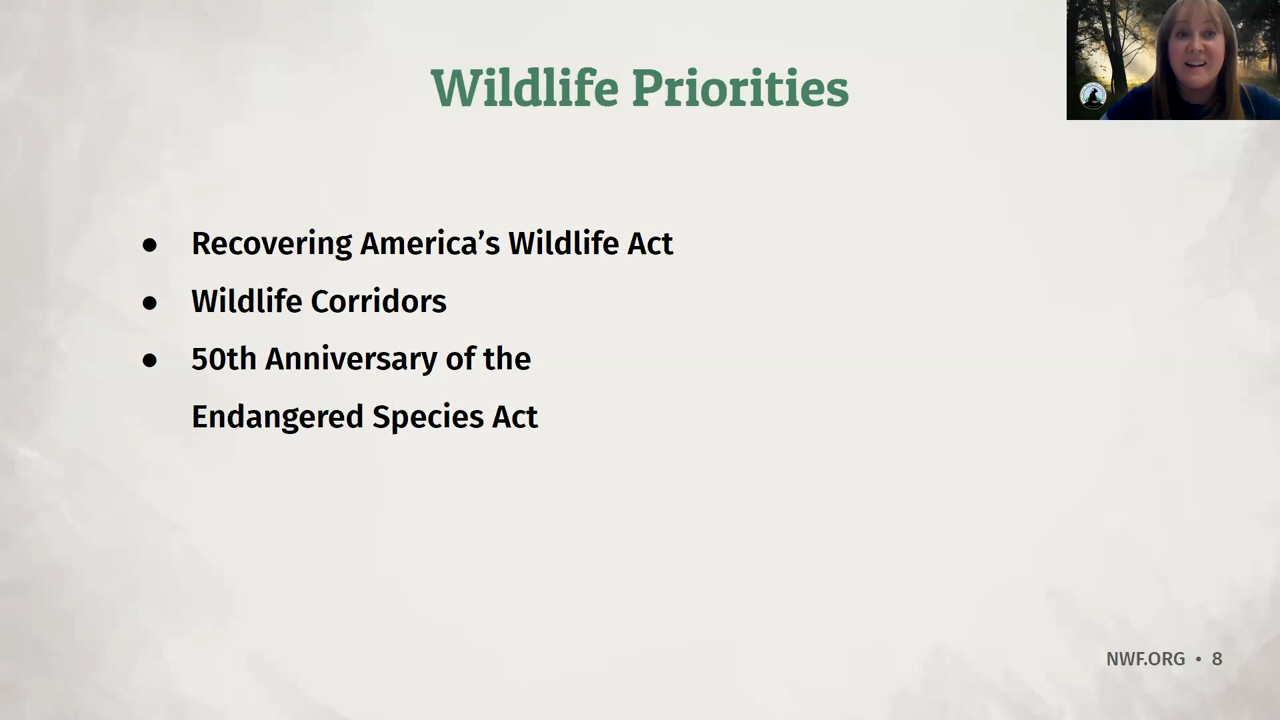 Wildlife Priorities
● Recovering America’s Wildlife Act
● Wildlife Corridors
● 50th Anniversary of the
Endangered Species Act
NWF.ORG • 8